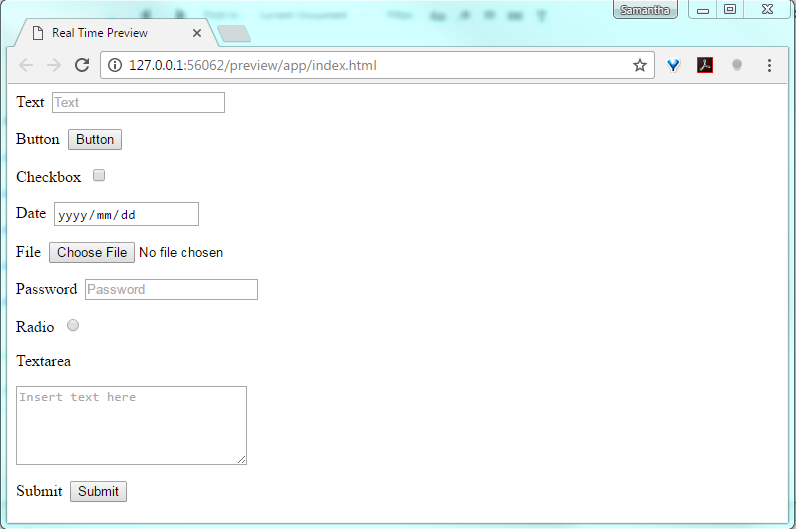 Samantha
Real Time Preview
127.0.0.1:56062/preview/app/index.html
Text Text
Button Button
Checkbox
Date yyyy/mm/dd
File Choose File No file chosen
Password Password
Radio
Textarea
Insert text here
Submit Submit